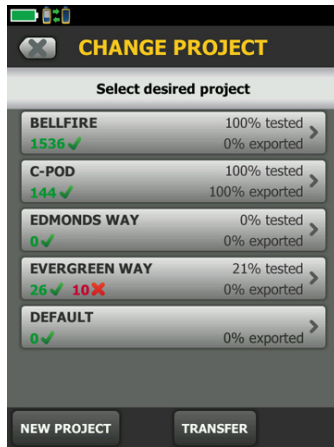 CHANGE PROJECT
Select desired project
BELLFIRE 100% tested
1536 0% exported
C-POD 100% tested
144 100% exported
EDMONDS WAY 0% tested
0 0% exported
EVERGREEN WAY 21% tested
26 10 0% exported
DEFAULT
0 0% exported
NEW PROJECT TRANSFER